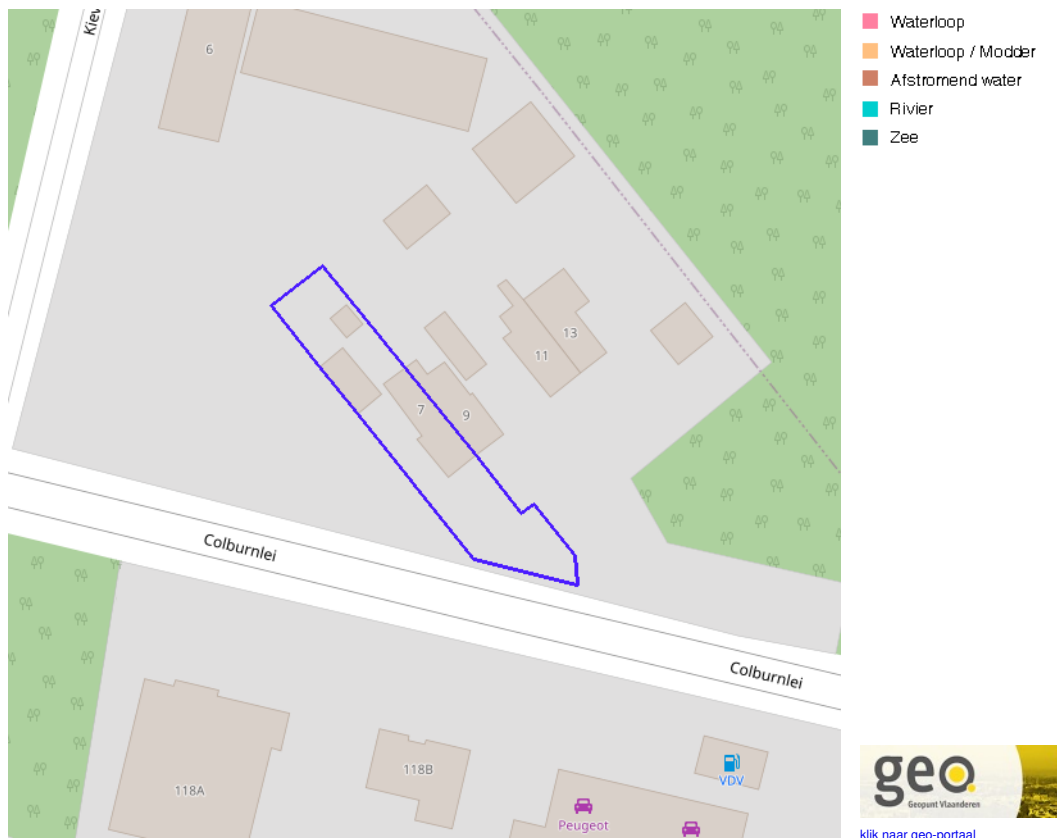 Waterloop
Waterloop / Modder
Afstromend water
Rivier
Zee
Kiev
6
13
11
7
9
Colburnlei
Colburnlei
118A
118B
VDV
Peugeot
geo
Geopunt Vlaanderen
klik naar geo-portaal